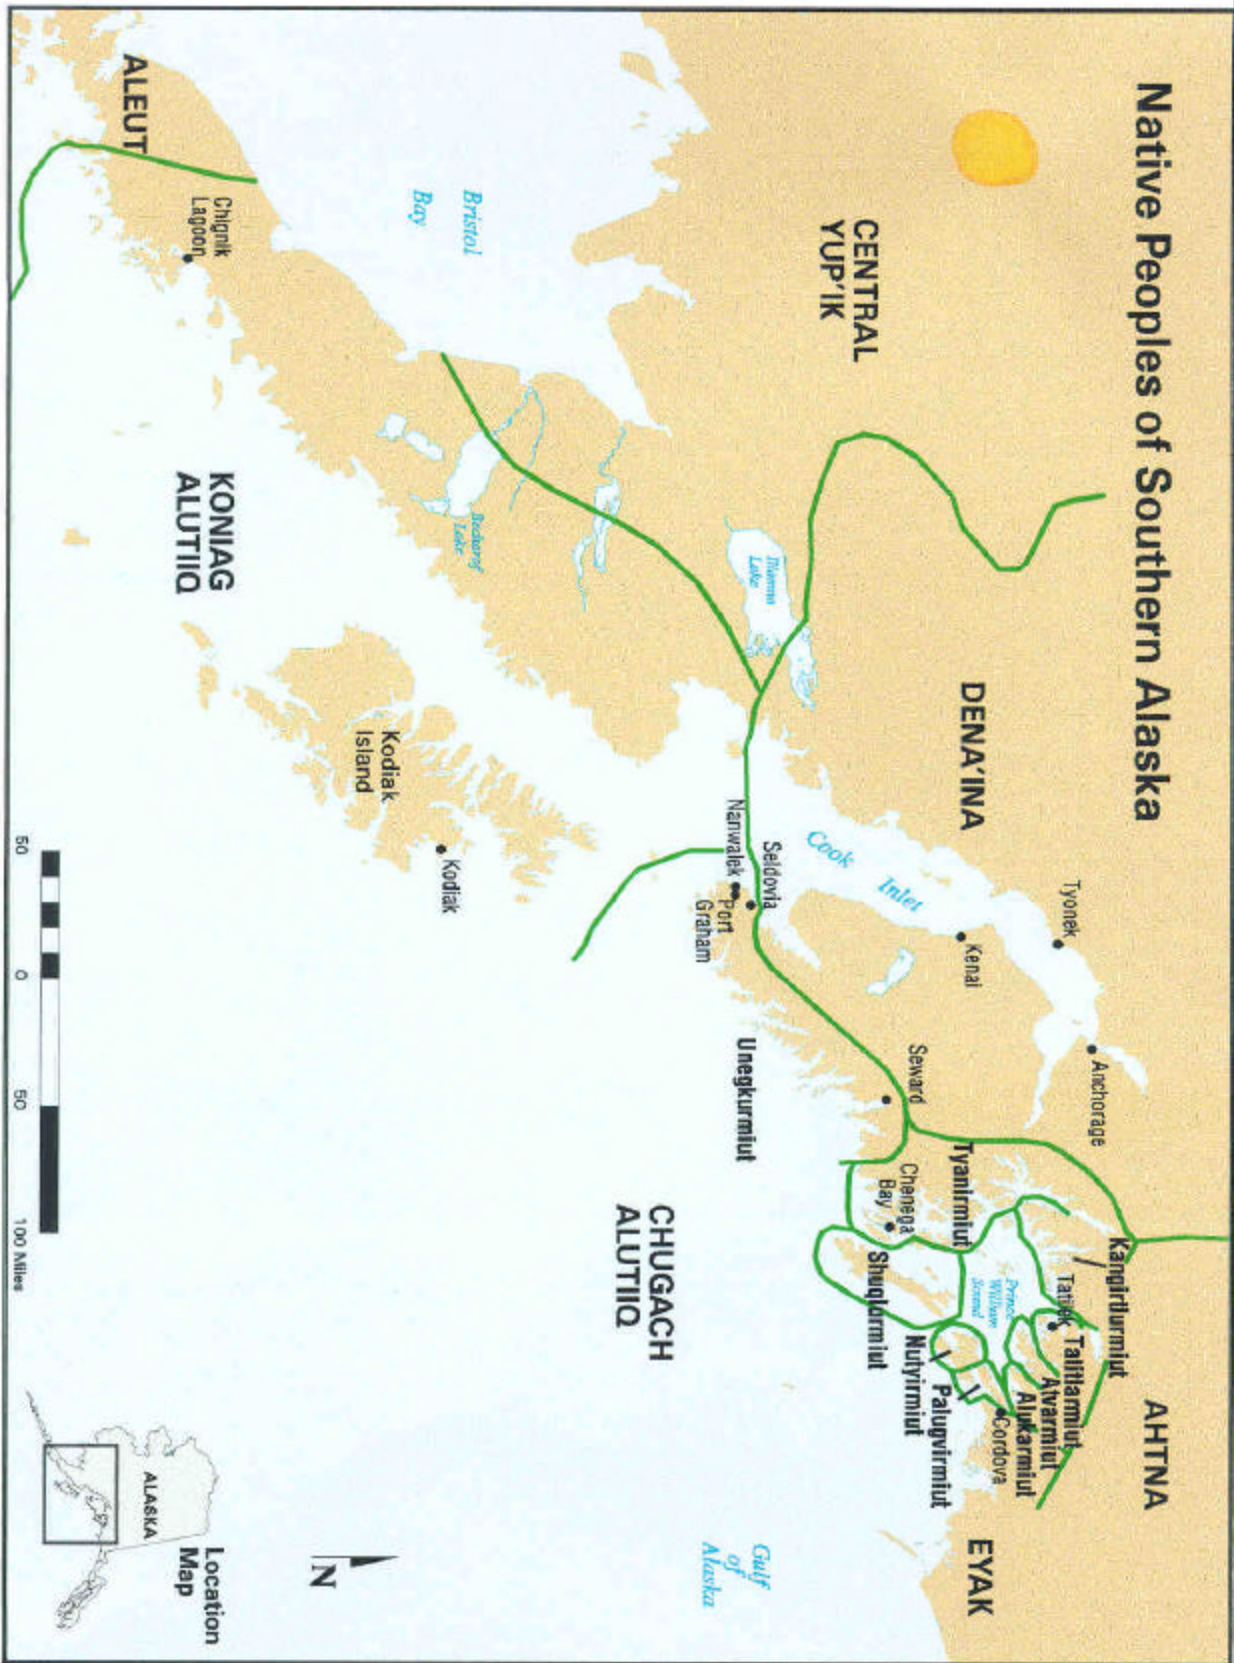 Native Peoples of Southern Alaska
CENTRAL
YUP'IK
DENA'INA
AHTNA
EYAK
Tyonek
Anchorage
Kenai
Cook
Inlet
Iliamna
Lake
Bristol
Bay
Becharof
Lake
Seldovia
Nanwalek
Port
Graham
Seward
Unegkurmiut
Tyanirmiut
Chenega
Bay
Kangirtlurmiut
Tatilek
Tatitlarmiut
Atvarmiut
Alukarmiut
Cordova
Palugvirmiut
Nutyirmiut
Shuqlurmiut
Prince
William
Sound
CHUGACH
ALUTIIQ
Gulf
of
Alaska
ALEUT
Chignik
Lagoon
KONIAG
ALUTIIQ
Kodiak
Island
Kodiak
50
0
50
100 Miles
N
ALASKA
Location
Map